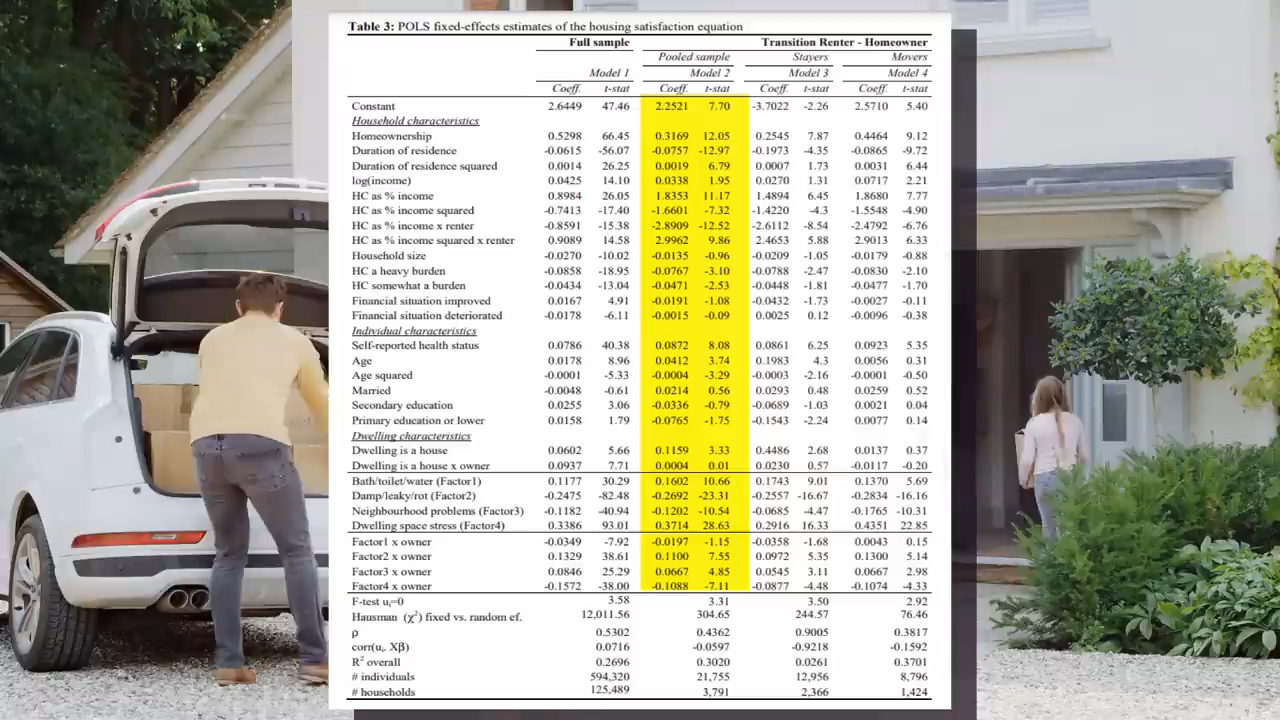 Table 3: POLS fixed-effects estimates of the housing satisfaction equation
Full sample Transition Renter - Homeowner
Pooled sample Stayers Movers
Model 1 Model 2 Model 3 Model 4
Coeff. t-stat Coeff. t-stat Coeff. t-stat Coeff. t-stat
Constant 2.6449 47.46 2.2521 7.70 -3.7022 -2.26 2.5710 5.40
Household characteristics
Homeownership 0.5298 66.45 0.3169 12.05 0.2545 7.87 0.4464 9.12
Duration of residence -0.0615 -56.07 -0.0757 -12.97 -0.1973 -4.35 -0.0865 -9.72
Duration of residence squared 0.0014 26.25 0.0019 6.79 0.0007 1.73 0.0031 6.44
log(income) 0.0425 14.10 0.0338 1.95 0.0270 1.31 0.0717 2.21
HC as % income 0.8984 26.05 1.8353 11.17 1.4894 6.45 1.8680 7.77
HC as % income squared -0.7413 -17.40 -1.6601 -7.32 -1.4220 -4.3 -1.5548 -4.90
HC as % income x renter -0.8591 -15.38 -2.8909 -12.52 -2.6112 -8.54 -2.4792 -6.76
HC as % income squared x renter 0.9089 14.58 2.9962 9.86 2.4653 5.88 2.9013 6.33
Household size -0.0270 -10.02 -0.0135 -0.96 -0.0209 -1.05 -0.0179 -0.88
HC a heavy burden -0.0858 -18.95 -0.0767 -3.10 -0.0788 -2.47 -0.0830 -2.10
HC somewhat a burden -0.0434 -13.04 -0.0471 -2.53 -0.0448 -1.81 -0.0477 -1.70
Financial situation improved 0.0167 4.91 -0.0191 -1.08 -0.0432 -1.73 -0.0027 -0.11
Financial situation deteriorated -0.0178 -6.11 -0.0015 -0.09 0.0025 0.12 -0.0096 -0.38
Individual characteristics
Self-reported health status 0.0786 40.38 0.0872 8.08 0.0861 6.25 0.0923 5.35
Age 0.0178 8.96 0.0412 3.74 0.1983 4.3 0.0056 0.31
Age squared -0.0001 -5.33 -0.0004 -3.29 -0.0003 -2.16 -0.0001 -0.50
Married -0.0048 -0.61 0.0214 0.56 0.0293 0.48 0.0259 0.52
Secondary education 0.0255 3.06 -0.0336 -0.79 -0.0689 -1.03 0.0021 0.04
Primary education or lower 0.0158 1.79 -0.0765 -1.75 -0.1543 -2.24 0.0077 0.14
Dwelling characteristics
Dwelling is a house 0.0602 5.66 0.1159 3.33 0.4486 2.68 0.0137 0.37
Dwelling is a house x owner 0.0937 7.71 0.0004 0.01 0.0230 0.57 -0.0117 -0.20
Bath/toilet/water (Factor1) 0.1177 30.29 0.1602 10.66 0.1743 9.01 0.1370 5.69
Damp/leaky/rot (Factor2) -0.2475 -82.48 -0.2692 -23.31 -0.2557 -16.67 -0.2834 -16.16
Neighbourhood problems (Factor3) -0.1182 -40.94 -0.1202 -10.54 -0.0685 -4.47 -0.1765 -10.31
Dwelling space stress (Factor4) 0.3386 93.01 0.3714 28.63 0.2916 16.33 0.4351 22.85
Factor1 x owner -0.0349 -7.92 -0.0197 -1.15 -0.0358 -1.68 0.0043 0.15
Factor2 x owner 0.1329 38.61 0.1100 7.55 0.0972 5.35 0.1300 5.14
Factor3 x owner 0.0846 25.29 0.0667 4.85 0.0545 3.11 0.0667 2.98
Factor4 x owner -0.1572 -38.00 -0.1088 -7.11 -0.0877 -4.48 -0.1074 -4.33
F-test uᵢ=0 3.58 3.31 3.50 2.92
Hausman (χ²) fixed vs. random ef. 12,011.56 304.65 244.57 76.46
ρ 0.5302 0.4362 0.9005 0.3817
corr(uᵢ, Xβ) 0.0716 -0.0597 -0.9218 -0.1592
R² overall 0.2696 0.3020 0.0261 0.3701
# individuals 594,320 21,755 12,956 8,796
# households 125,489 3,791 2,366 1,424